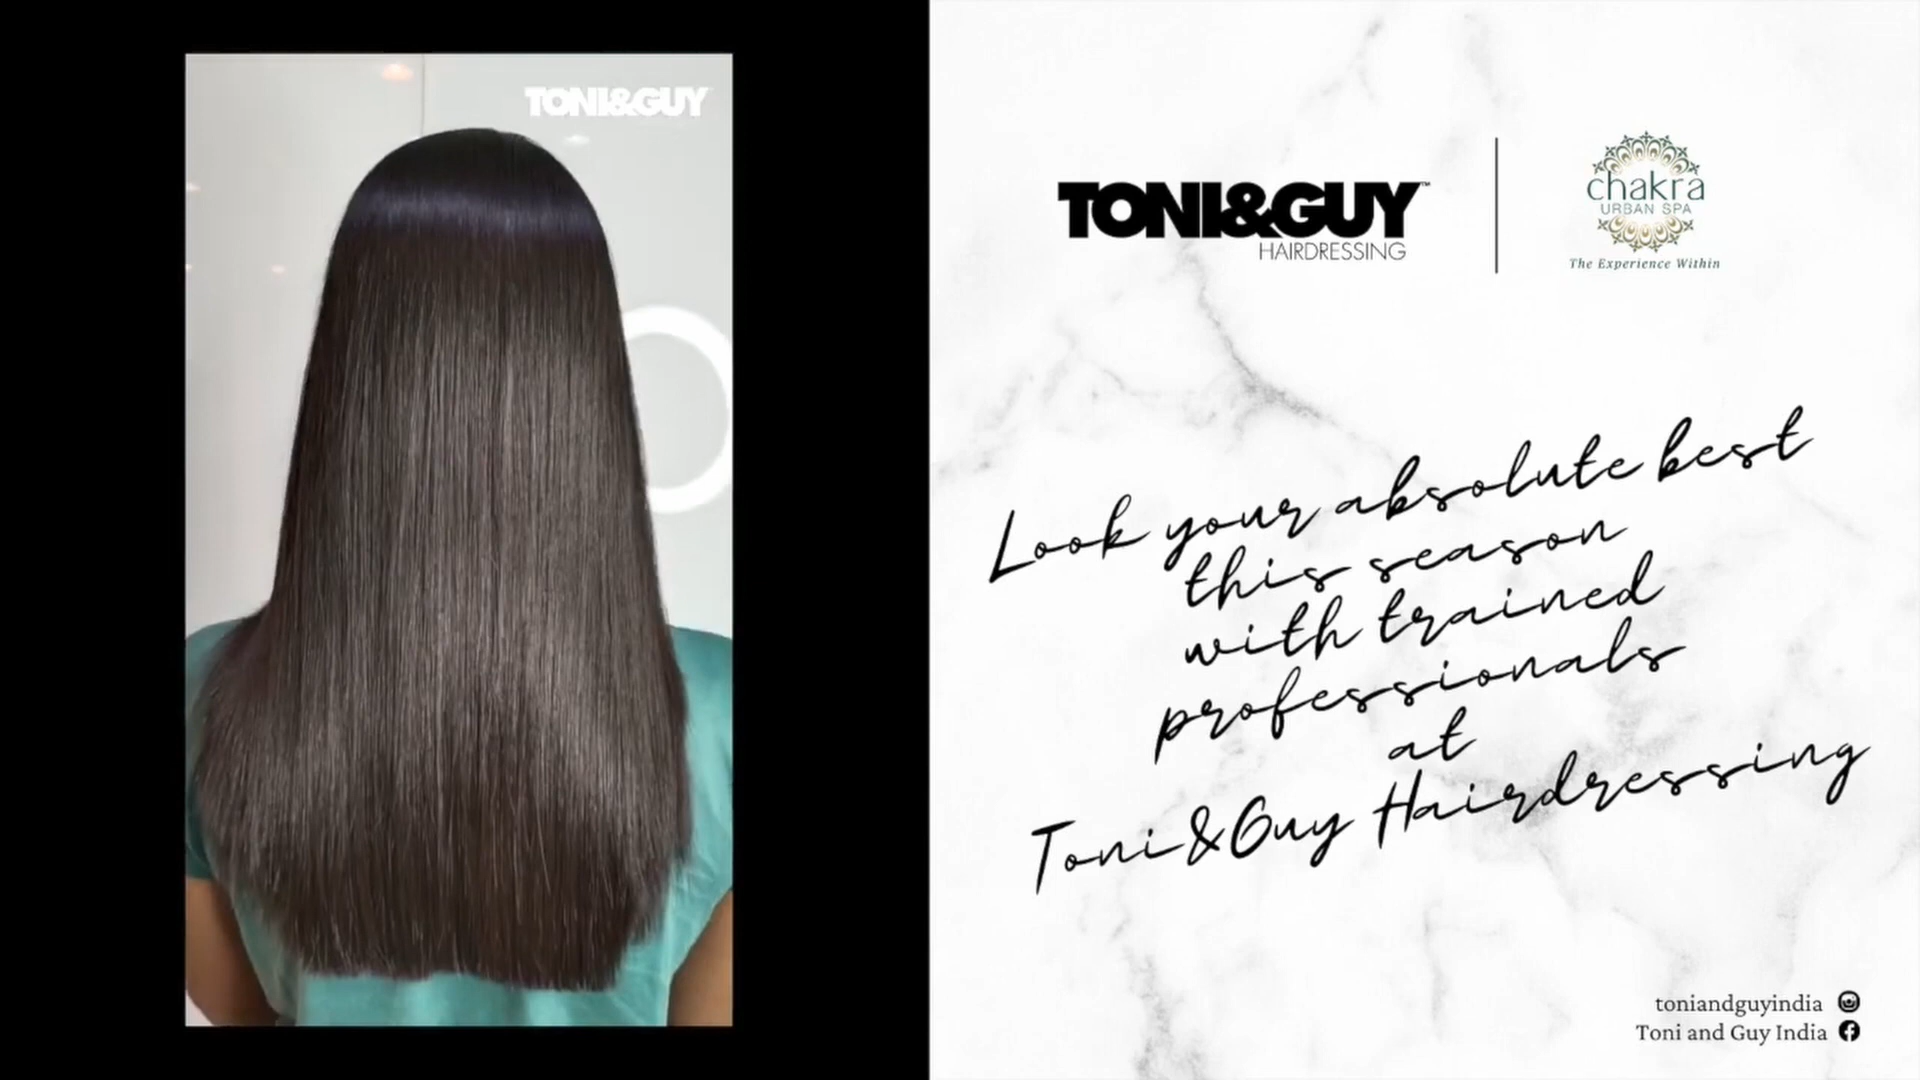 TONI&GUY
TONI&GUY™
HAIRDRESSING
chakra
URBAN SPA
The Experience Within
Look your absolute best
this season
with trained
professionals
at
Toni&Guy Hairdressing
toniandguyindia
Toni and Guy India